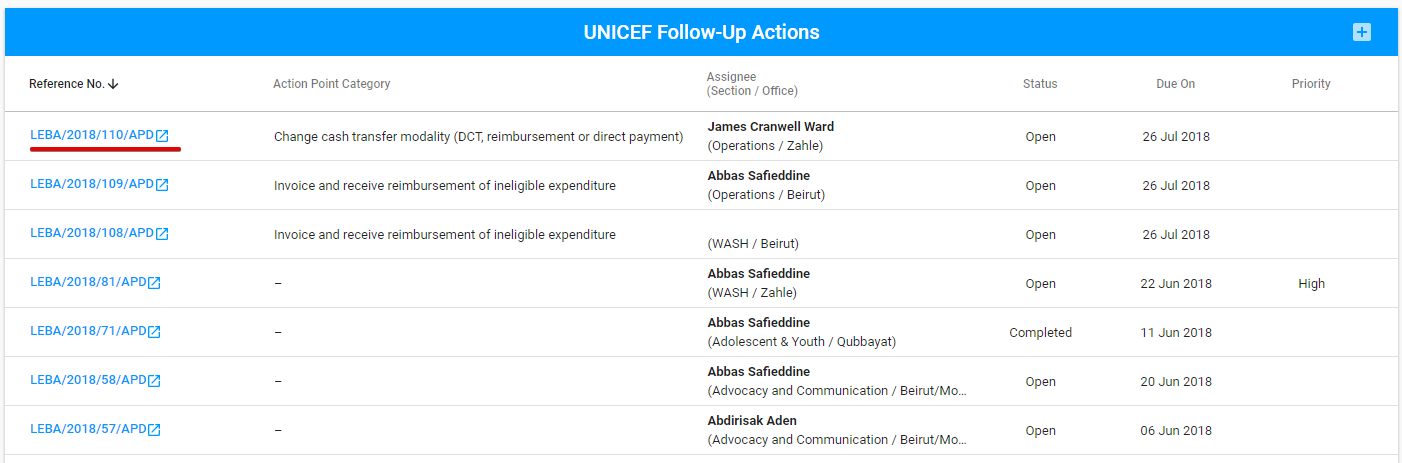 UNICEF Follow-Up Actions
Reference No. Action Point Category Assignee (Section / Office) Status Due On Priority
LEBA/2018/110/APD Change cash transfer modality (DCT, reimbursement or direct payment) James Cranwell Ward (Operations / Zahle) Open 26 Jul 2018
LEBA/2018/109/APD Invoice and receive reimbursement of ineligible expenditure Abbas Safieddine (Operations / Beirut) Open 26 Jul 2018
LEBA/2018/108/APD Invoice and receive reimbursement of ineligible expenditure (WASH / Beirut) Open 26 Jul 2018
LEBA/2018/81/APD – Abbas Safieddine (WASH / Zahle) Open 22 Jun 2018 High
LEBA/2018/71/APD – Abbas Safieddine (Adolescent & Youth / Qubbayat) Completed 11 Jun 2018
LEBA/2018/58/APD – Abbas Safieddine (Advocacy and Communication / Beirut/Mo... Open 20 Jun 2018
LEBA/2018/57/APD – Abdirisak Aden (Advocacy and Communication / Beirut/Mo... Open 06 Jun 2018